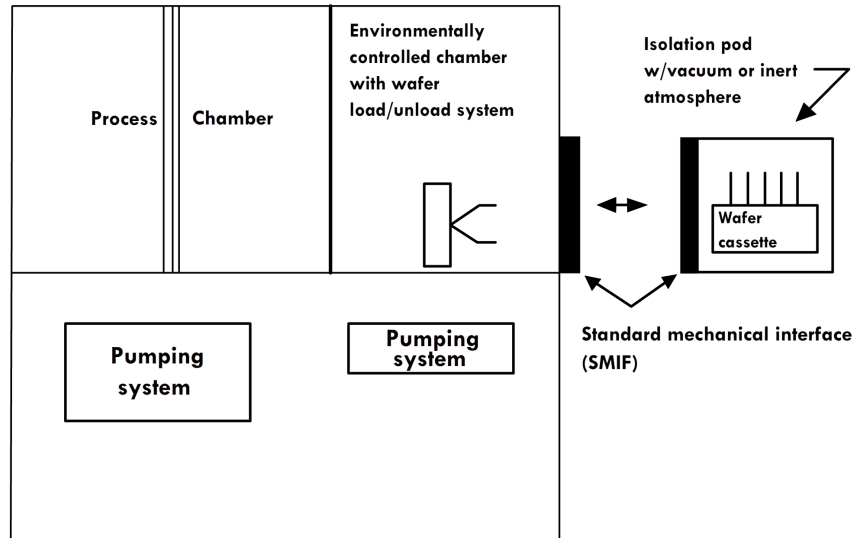 Process Chamber
Environmentally
controlled chamber
with wafer
load/unload system
Isolation pod
w/vacuum or inert
atmosphere
Wafer
cassette
Standard mechanical interface
(SMIF)
Pumping
system
Pumping
system